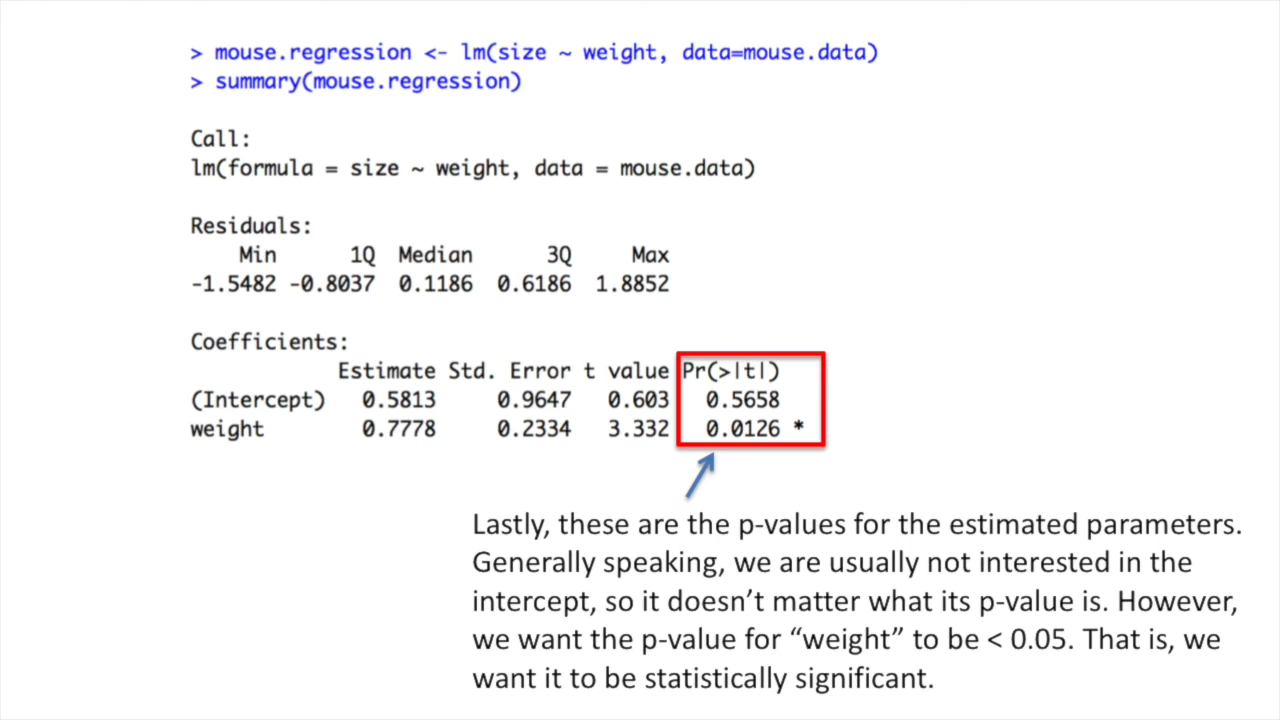 > mouse.regression <- lm(size ~ weight, data=mouse.data)
> summary(mouse.regression)
Call:
lm(formula = size ~ weight, data = mouse.data)
Residuals:
Min 1Q Median 3Q Max
-1.5482 -0.8037 0.1186 0.6186 1.8852
Coefficients:
Estimate Std. Error t value Pr(>|t|)
(Intercept) 0.5813 0.9647 0.603 0.5658
weight 0.7778 0.2334 3.332 0.0126 *
Lastly, these are the p-values for the estimated parameters.
Generally speaking, we are usually not interested in the
intercept, so it doesn’t matter what its p-value is. However,
we want the p-value for “weight” to be < 0.05. That is, we
want it to be statistically significant.